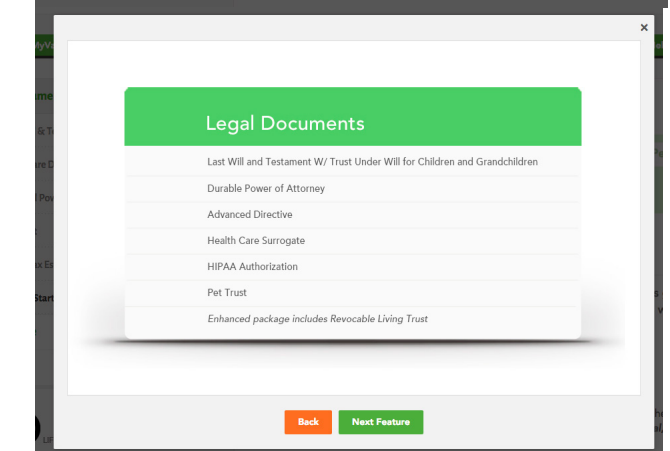 ×
Legal Documents
Last Will and Testament W/ Trust Under Will for Children and Grandchildren
Durable Power of Attorney
Advanced Directive
Health Care Surrogate
HIPAA Authorization
Pet Trust
Enhanced package includes Revocable Living Trust
Back
Next Feature